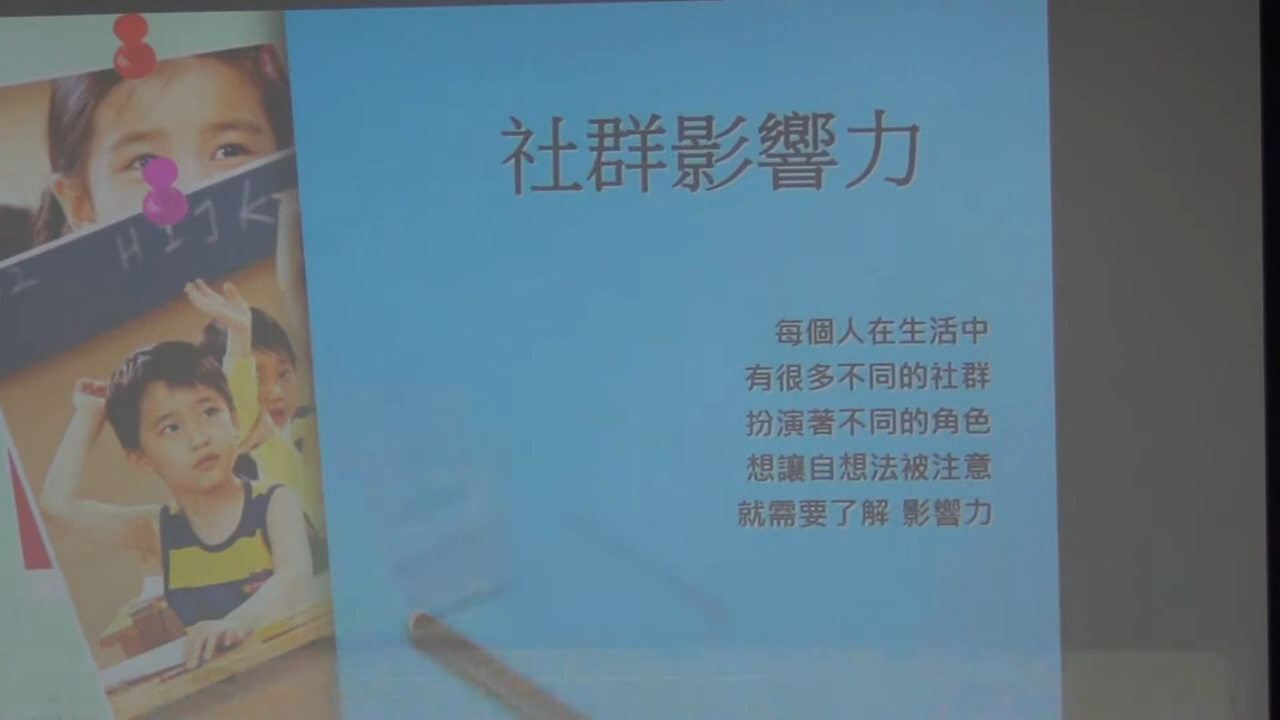 社群影響力
H I J K
2
每個人在生活中
有很多不同的社群
扮演著不同的角色
想讓自想法被注意
就需要了解 影響力